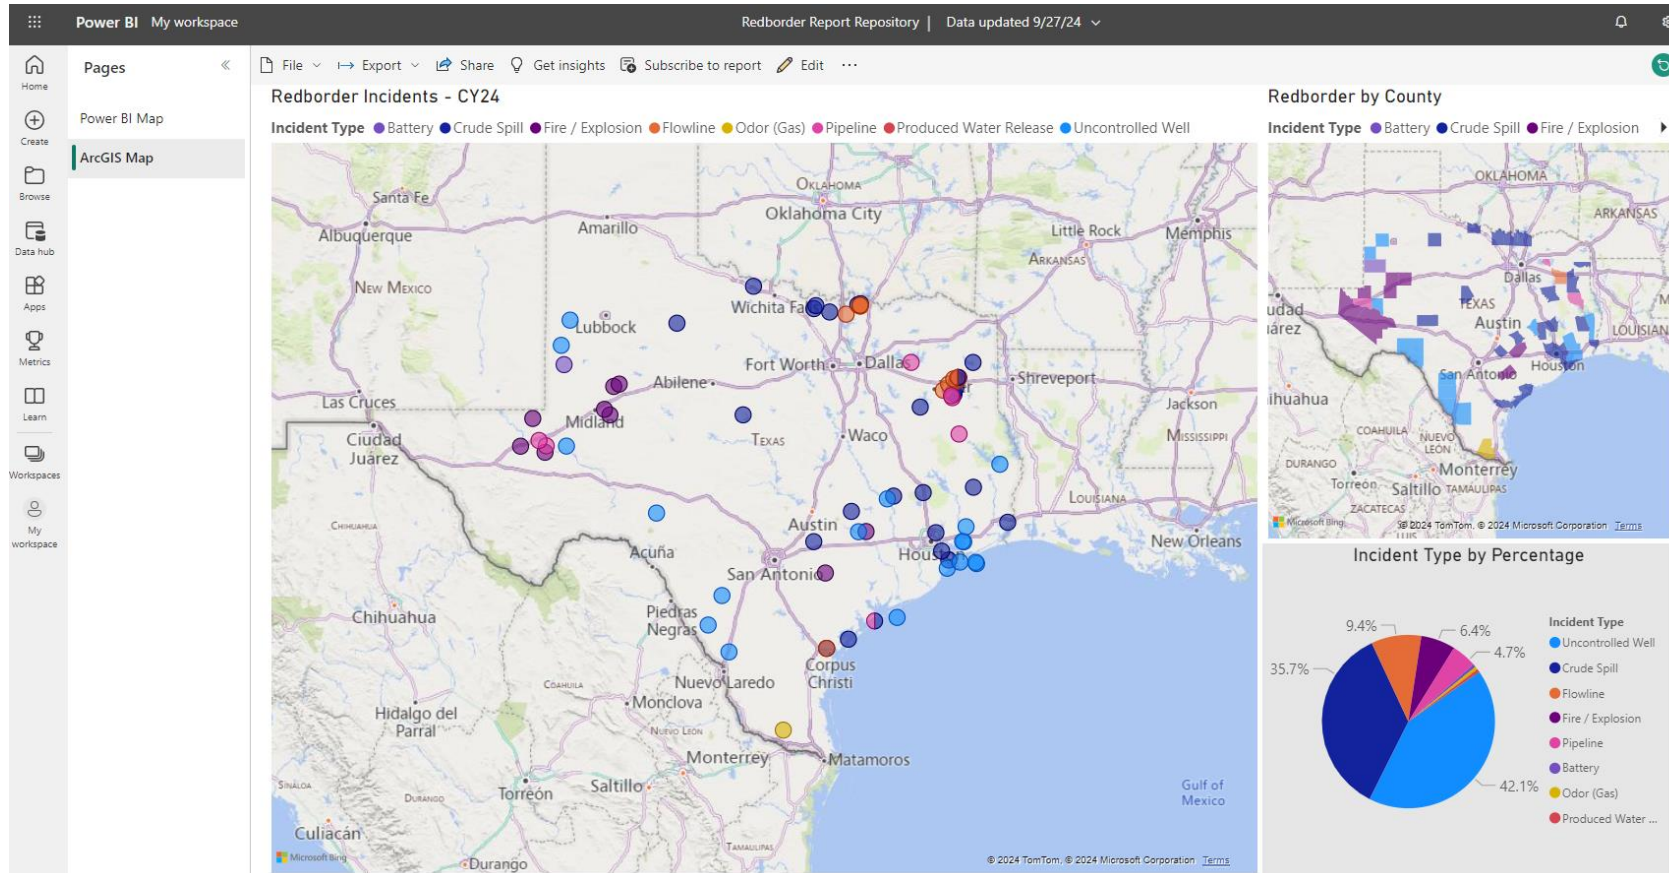 Power BI My workspace
Redborder Report Repository | Data updated 9/27/24
Home
Create
Browse
Data hub
Apps
Metrics
Learn
Workspaces
My
workspace
Pages
Power BI Map
ArcGIS Map
File Export Share Get insights Subscribe to report Edit ...
Redborder Incidents - CY24
Incident Type Battery Crude Spill Fire / Explosion Flowline Odor (Gas) Pipeline Produced Water Release Uncontrolled Well
Santa Fe
OKLAHOMA
Oklahoma City
Albuquerque
Amarillo
Little Rock
Memphis
ARKANSAS
NEW MEXICO
Wichita
Lubbock
Fort Worth
Dallas
Shreveport
Abilene
Las Cruces
Midland
Jackson
Ciudad
Juárez
TEXAS
Waco
MISSISSIPPI
LOUISIANA
CHIHUAHUA
Austin
New Orleans
Acuña
San Antonio
Chihuahua
Piedras
Negras
Corpus
Christi
COAHUILA
Nuevo Laredo
Monclova
Hidalgo del
Parral
NUEVO LEÓN
Monterrey
Matamoros
SINALOA
DURANGO
Torreón
Saltillo
Gulf of
Mexico
Culiacán
TAMAULIPAS
Durango
Microsoft Bing
© 2024 TomTom, © 2024 Microsoft Corporation Terms
Redborder by County
Incident Type Battery Crude Spill Fire / Explosion
OKLAHOMA
ARKANSAS
Dallas
udad
árez
TEXAS
Austin
LOUISIAN
San Antonio
Houston
ihuahua
COAHUILA
NUEVO
LEÓN
DURANGO
Monterrey
Torreón
Saltillo
TAMAULIPAS
ZACATECAS
Microsoft Bing
© 2024 TomTom, © 2024 Microsoft Corporation Terms
Incident Type by Percentage
9.4%
6.4%
4.7%
35.7%
42.1%
Incident Type
Uncontrolled Well
Crude Spill
Flowline
Fire / Explosion
Pipeline
Battery
Odor (Gas)
Produced Water ...